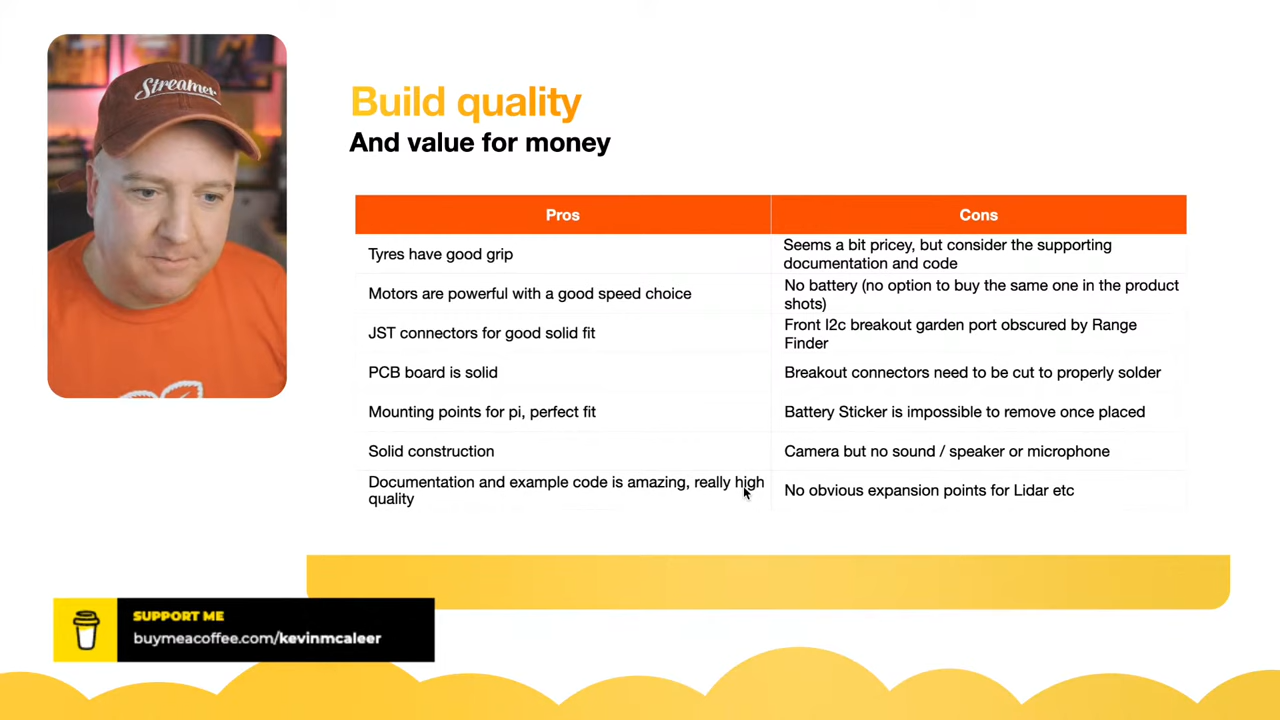 Streamer
Build quality
And value for money
Pros
Cons
Tyres have good grip
Seems a bit pricey, but consider the supporting
documentation and code
Motors are powerful with a good speed choice
No battery (no option to buy the same one in the product
shots)
JST connectors for good solid fit
Front I2c breakout garden port obscured by Range
Finder
PCB board is solid
Breakout connectors need to be cut to properly solder
Mounting points for pi, perfect fit
Battery Sticker is impossible to remove once placed
Solid construction
Camera but no sound / speaker or microphone
Documentation and example code is amazing, really high
quality
No obvious expansion points for Lidar etc
SUPPORT ME
buymeacoffee.com/kevinmcaleer